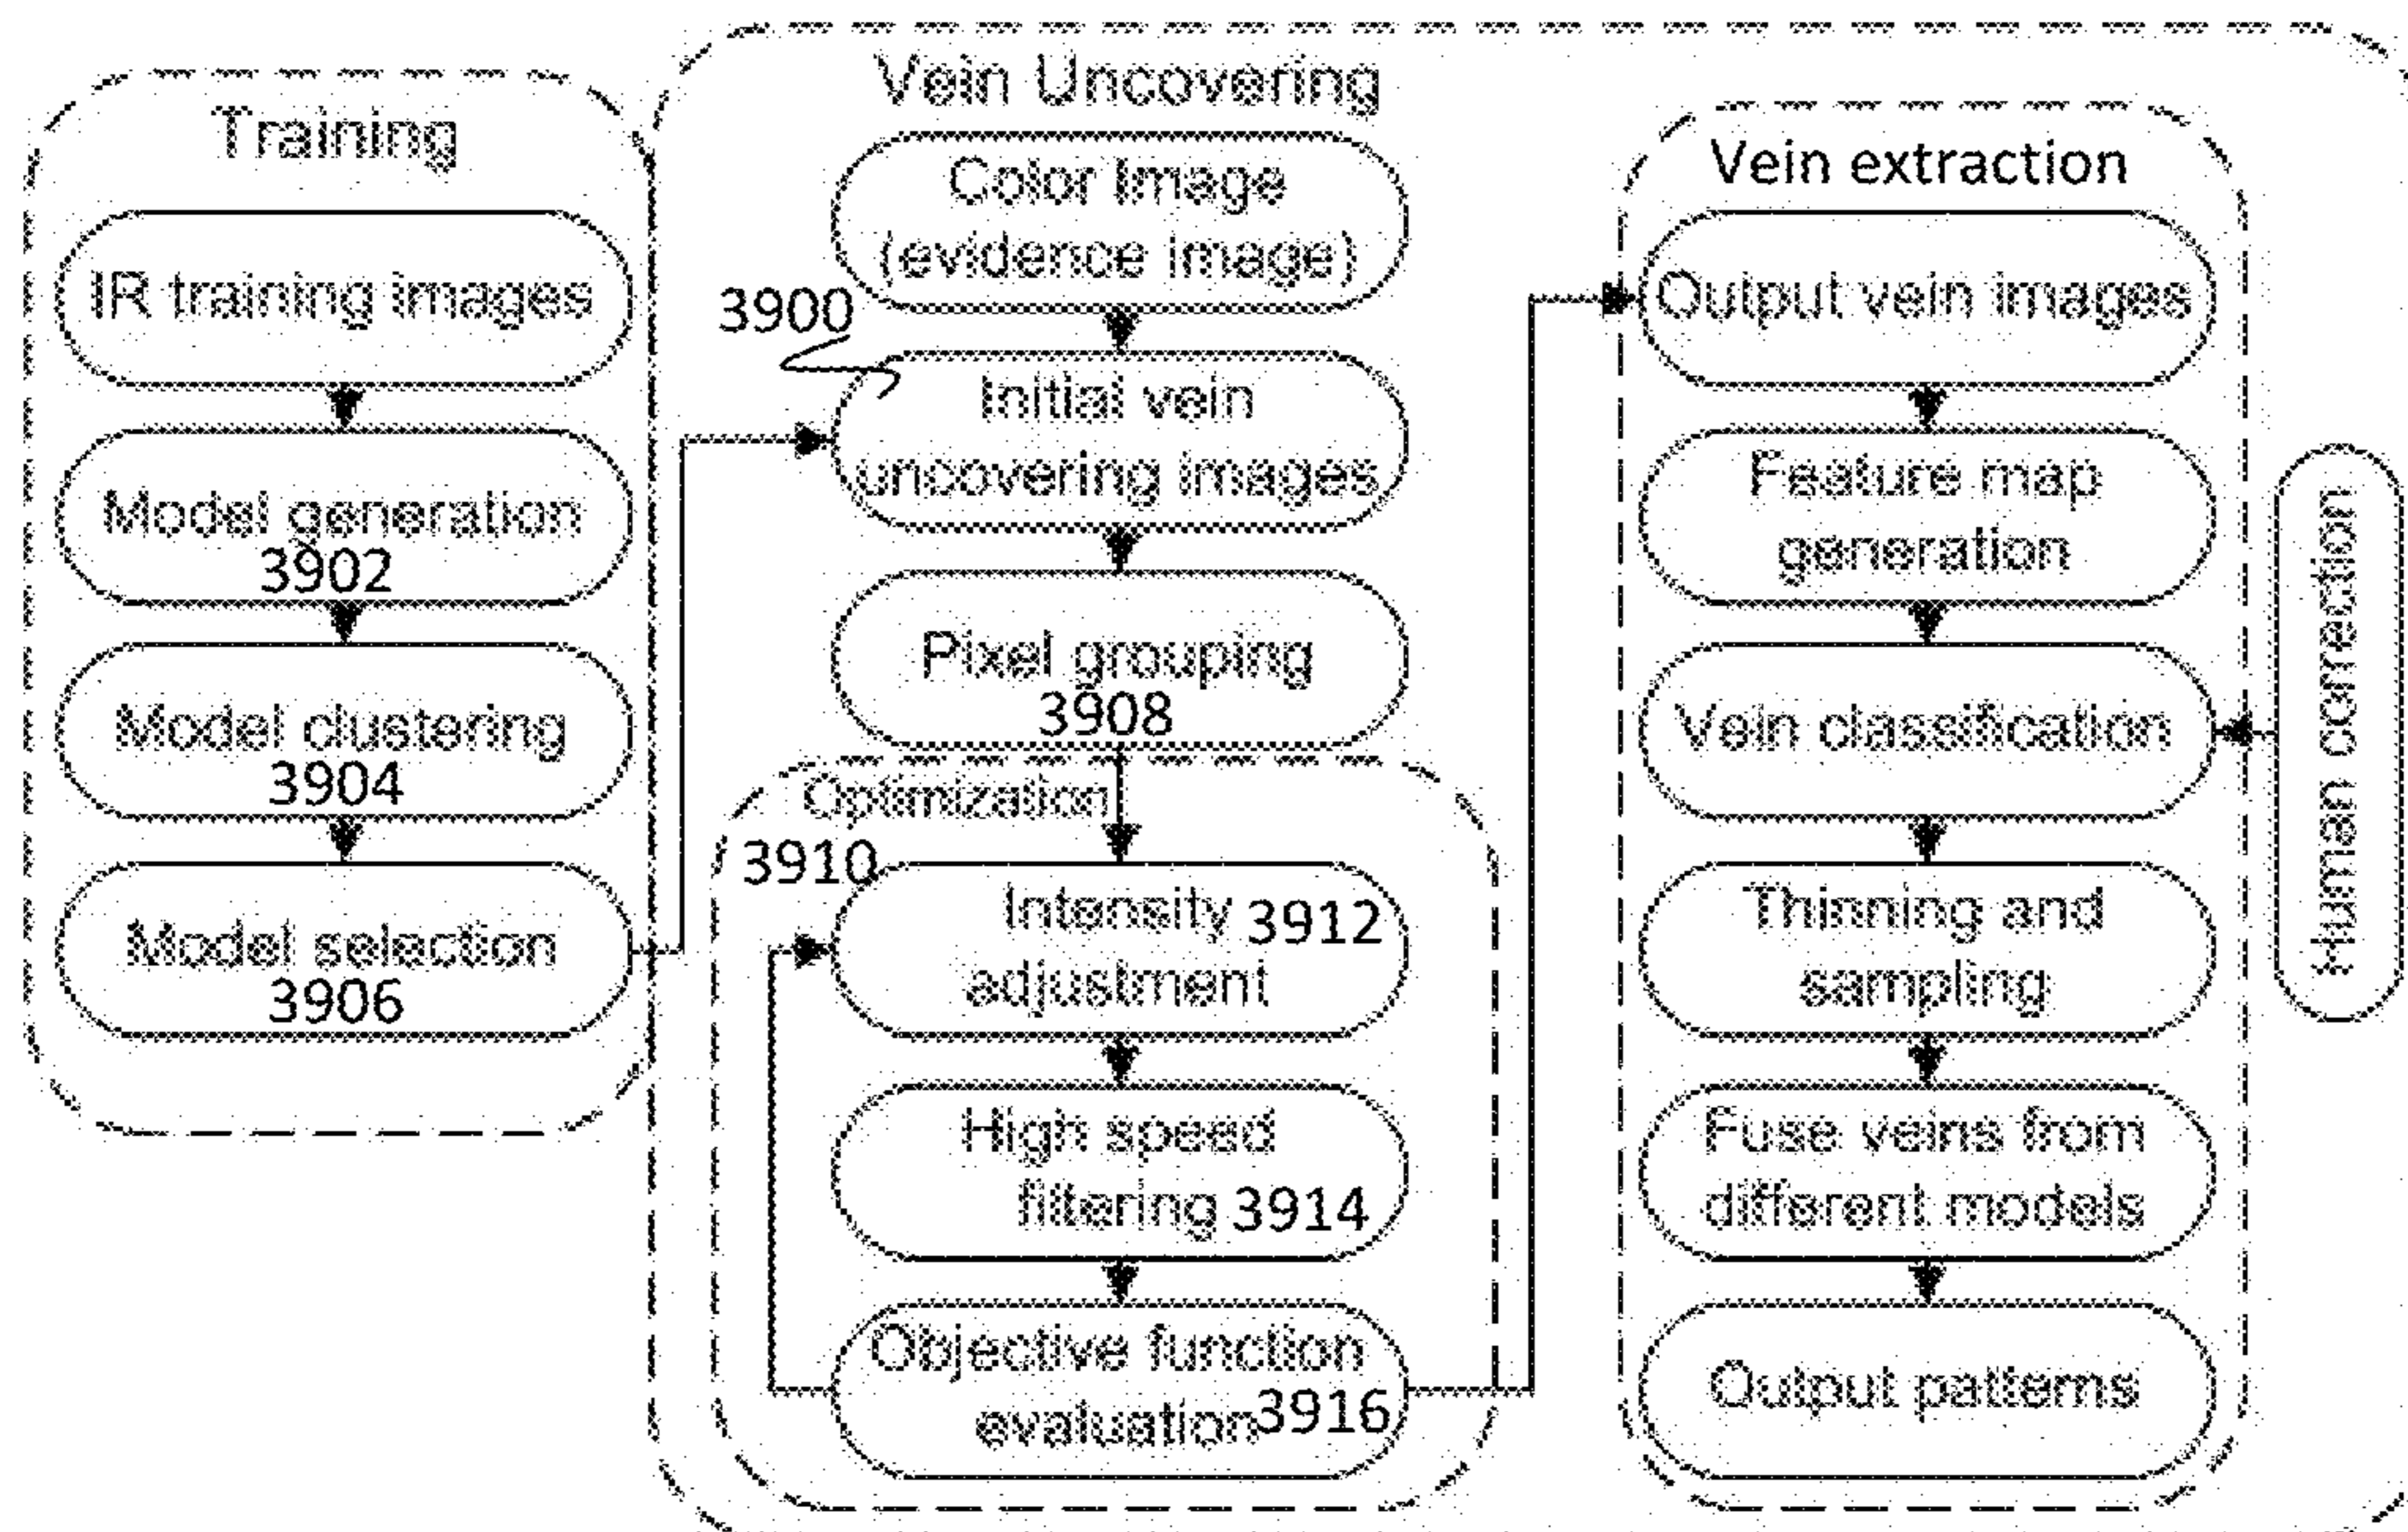 Training
IR training images
Model generation
3902
Model clustering
3904
Model selection
3906
Vein Uncovering
Color Image
(evidence image)
3900
Initial vein
uncovering images
Pixel grouping
3908
Optimization
3910
Intensity 3912
adjustment
High speed
filtering 3914
Objective function
evaluation 3916
Vein extraction
Output vein images
Feature map
generation
Vein classification
Thinning and
sampling
Fuse veins from
different models
Output patterns
Human correction